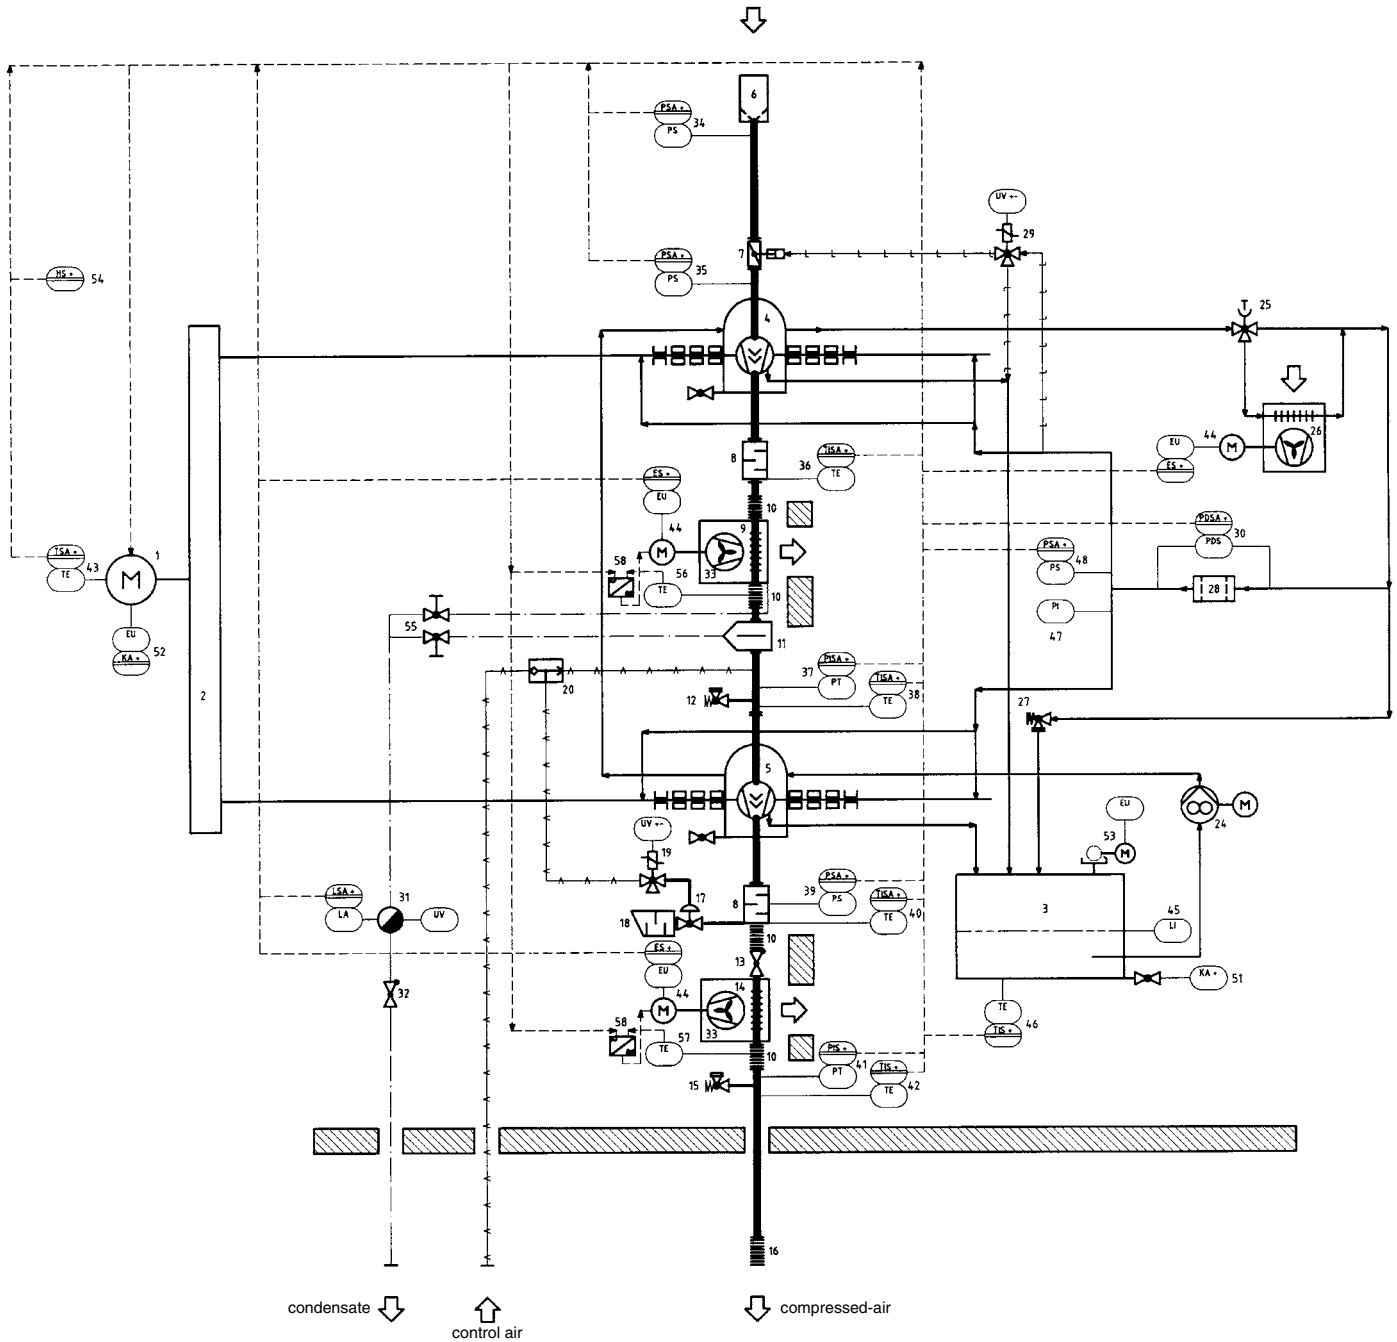 6
PSA +
PS
34
UV +-
29
7
PSA +
PS
35
HS +
54
4
25
26
44
M
EU
ES +
8
36
TISA +
TE
ES +
EU
10
9
44
M
33
58
56
TE
10
PDSA +
PDS
30
PSA +
PS
48
28
PI
47
TSA +
TE
43
1
M
EU
KA +
52
55
11
20
37
PISA +
PT
TISA +
TE
38
12
2
27
5
24
M
EU
53
M
UV +-
19
17
18
8
39
PSA +
PS
TISA +
TE
40
3
45
LI
LSA +
LA
31
UV
10
13
ES +
EU
44
M
14
33
KA +
51
32
58
57
TE
10
TE
TIS +
46
PIS +
PT
41
TIS +
TE
42
15
16
condensate
control air
compressed-air